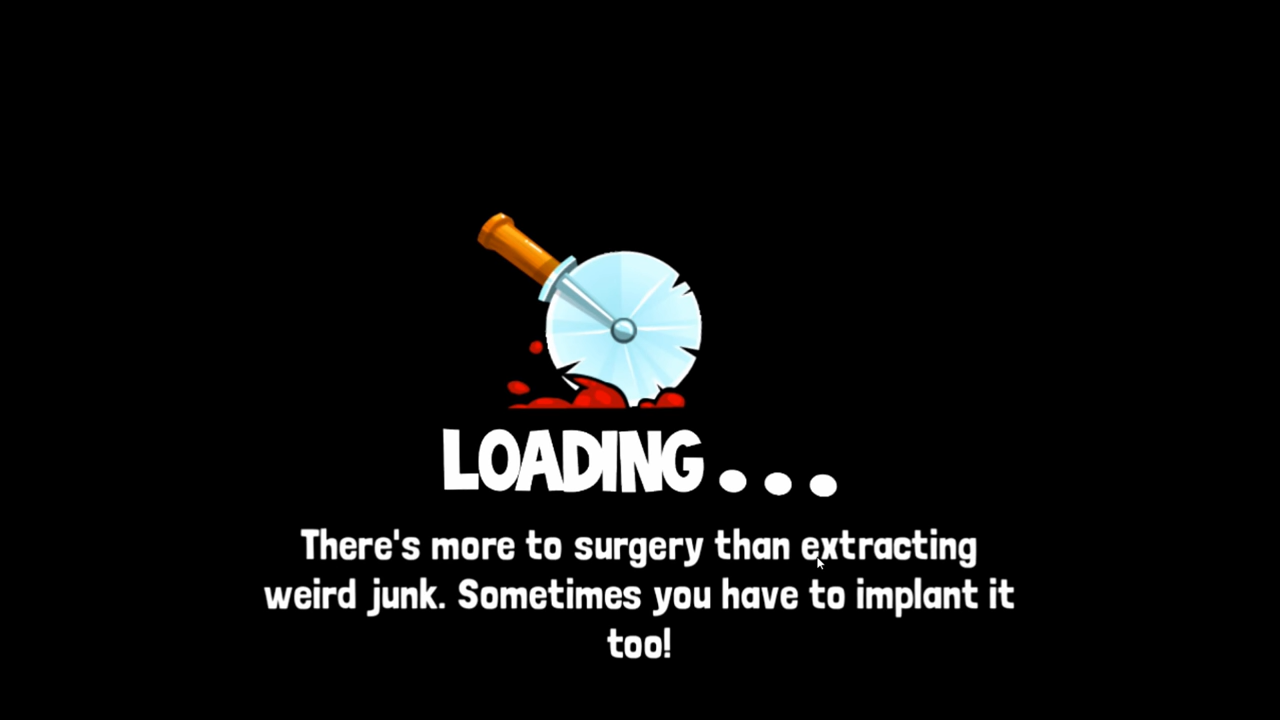 LOADING...
There's more to surgery than extracting
weird junk. Sometimes you have to implant it
too!